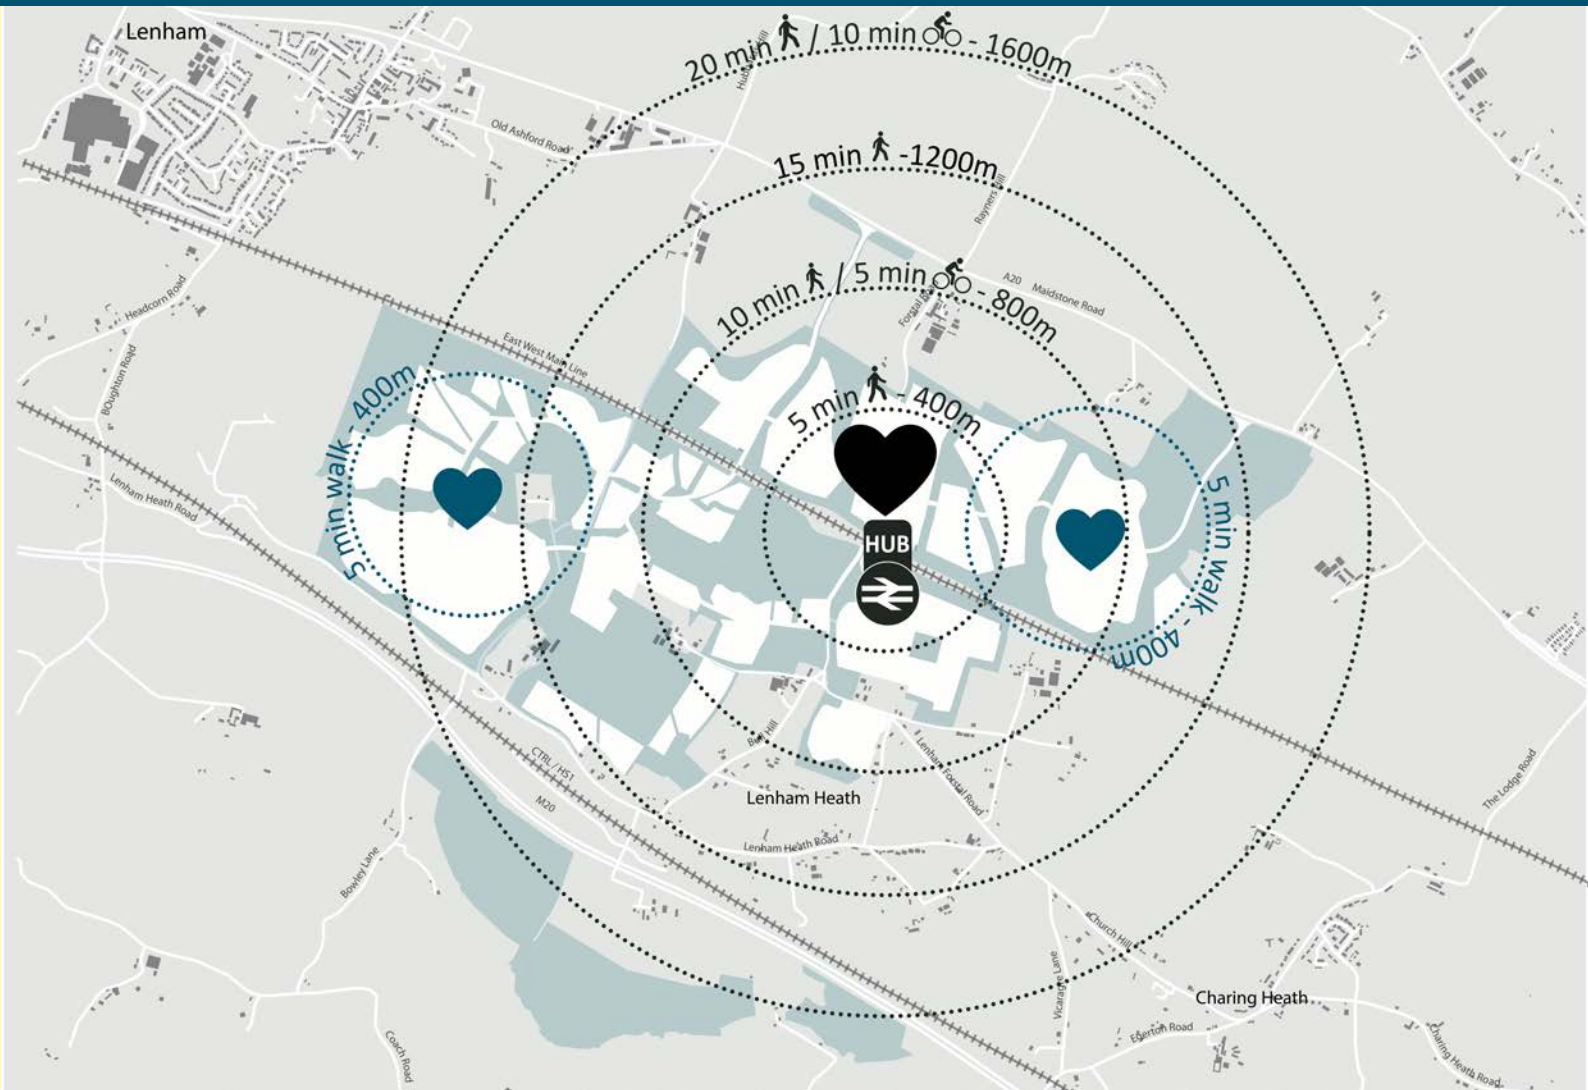 Lenham
20 min / 10 min - 1600m
Old Ashford Road
15 min -1200m
Rayners Hill
10 min / 5 min - 800m
A20 Maidstone Road
Headcorn Road
East West Main Line
BOughton Road
5 min walk - 400m
5 min - 400m
Lenham Heath Road
5 min walk - 400m
HUB
Bull Hill
CTRL / HS1
M20
Lenham Heath
Lenham Forstal Road
The Lodge Road
Lenham Heath Road
Bowley Lane
Church Hill
Vicarage Lane
Charing Heath
Egerton Road
Coach Road
Charing Heath Road